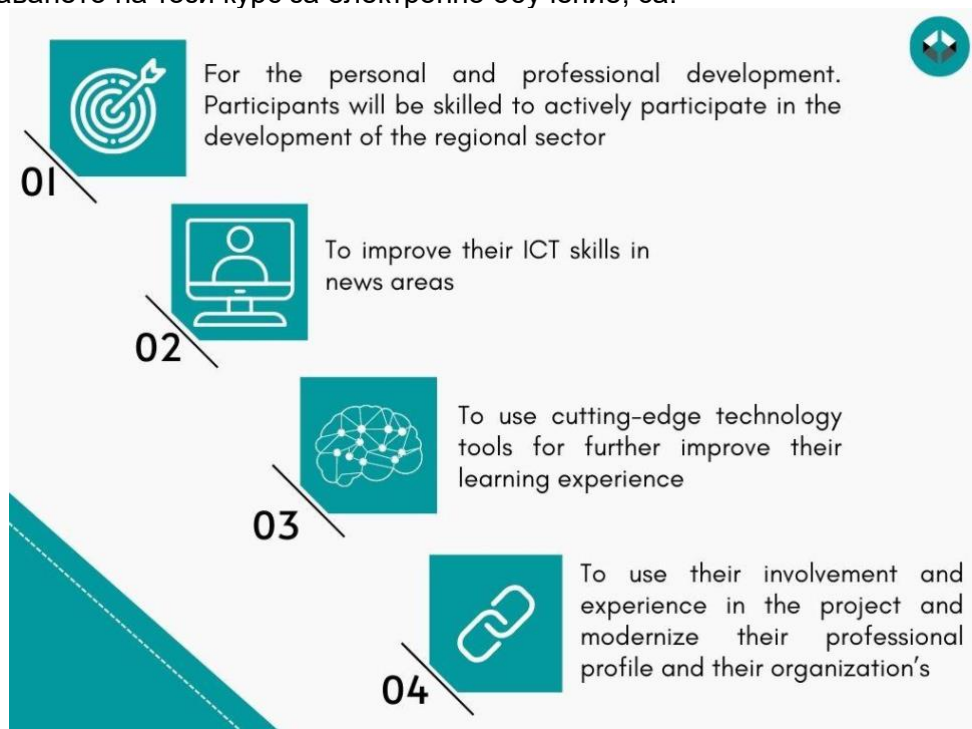 For the personal and professional development.
Participants will be skilled to actively participate in the
development of the regional sector
01
To improve their ICT skills in
news areas
02
To use cutting-edge technology
tools for further improve their
learning experience
03
To use their involvement and
experience in the project and
modernize their professional
profile and their organization's
04